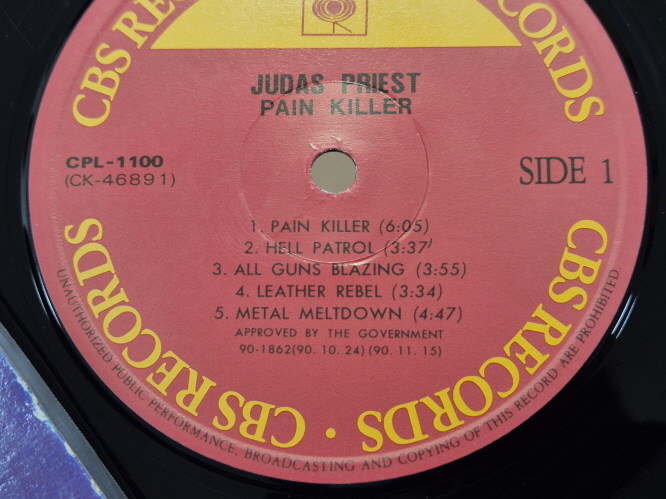 CBS RECORDS
CBS RECORDS
JUDAS PRIEST
PAIN KILLER
CPL-1100
(CK-46891)
SIDE 1
1. PAIN KILLER (6:05)
2. HELL PATROL (3:37)
3. ALL GUNS BLAZING (3:55)
4. LEATHER REBEL (3:34)
5. METAL MELTDOWN (4:47)
APPROVED BY THE GOVERNMENT
90-1862(90. 10. 24) (90. 11. 15)
CBS RECORDS · CBS RECORDS
UNAUTHORIZED PUBLIC PERFORMANCE, BROADCASTING AND COPYING OF THIS RECORD ARE PROHIBITED